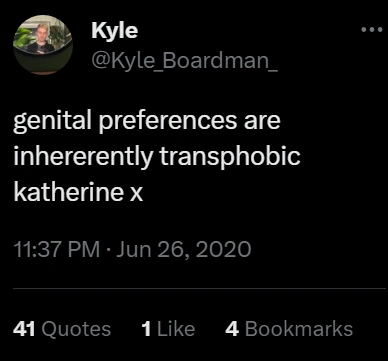 Kyle
@Kyle_Boardman_
genital preferences are
inhererently transphobic
katherine x
11:37 PM · Jun 26, 2020
41 Quotes 1 Like 4 Bookmarks